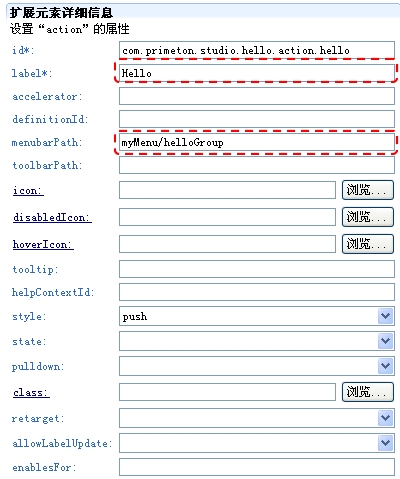 扩展元素详细信息
设置“action”的属性
id*: com.primeton.studio.hello.action.hello
label*: Hello
accelerator:
definitionId:
menubarPath: myMenu/helloGroup
toolbarPath:
icon: 浏览...
disabledIcon: 浏览...
hoverIcon: 浏览...
tooltip:
helpContextId:
style: push
state:
pulldown:
class: 浏览...
retarget:
allowLabelUpdate:
enablesFor: